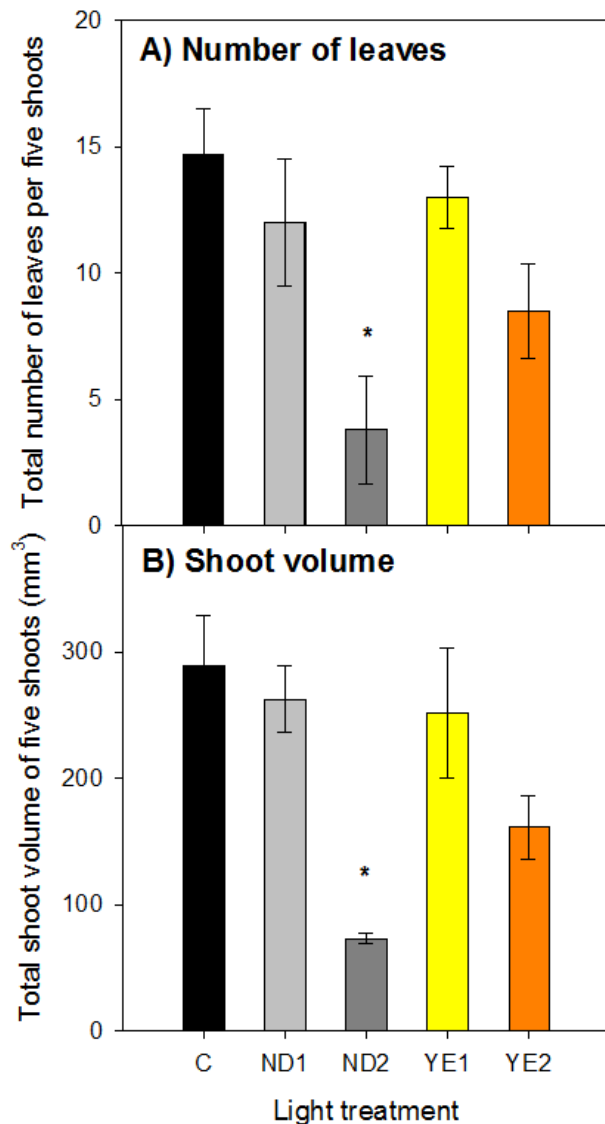 A) Number of leaves
Total number of leaves per five shoots
20
15
10
5
0
*
B) Shoot volume
Total shoot volume of five shoots (mm³)
300
200
100
0
*
C ND1 ND2 YE1 YE2
Light treatment